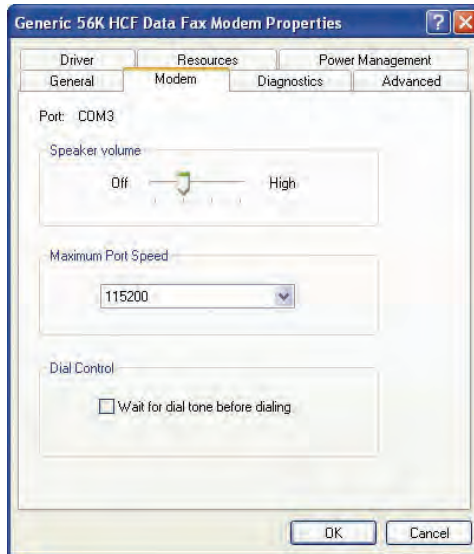 Generic 56K HCF Data Fax Modem Properties
Driver Resources Power Management
General Modem Diagnostics Advanced
Port: COM3
Speaker volume
Off High
Maximum Port Speed
115200
Dial Control
Wait for dial tone before dialing
OK Cancel